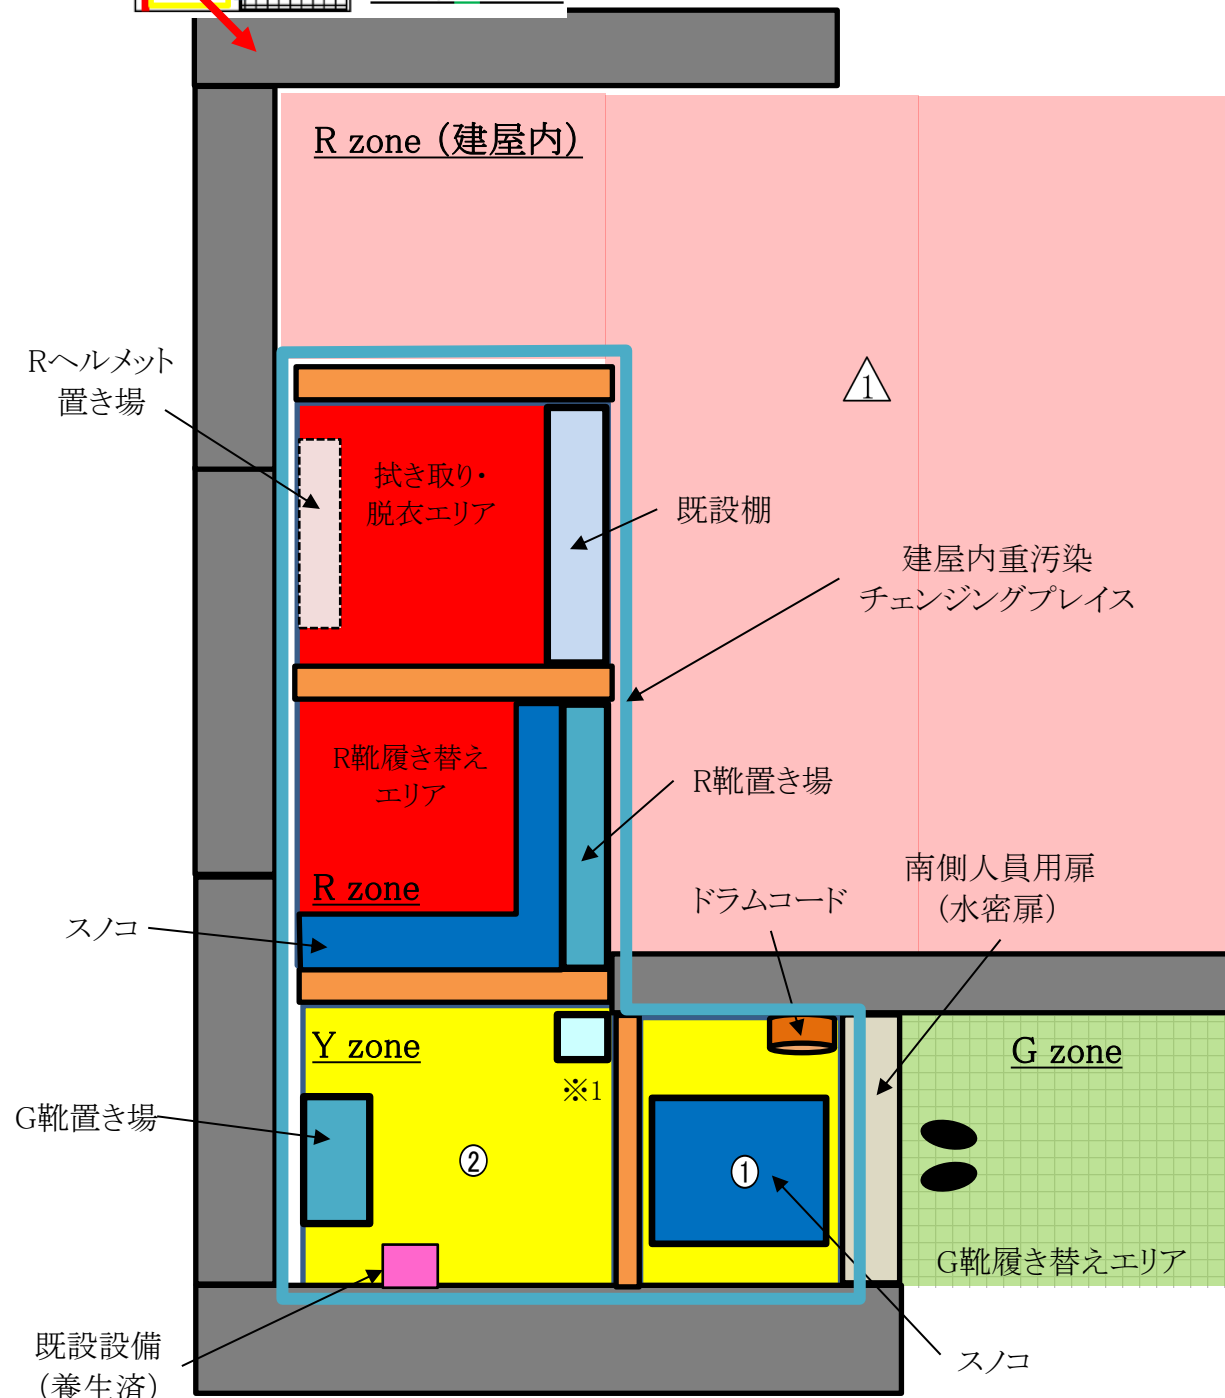 R zone（建屋内）
Rヘルメット
置き場
1
拭き取り・
脱衣エリア
既設棚
建屋内重汚染
チェンジングプレイス
R靴履き替え
エリア
R靴置き場
南側人員用扉
（水密扉）
R zone
ドラムコード
スノコ
Y zone
G zone
※1
G靴置き場
②
①
G靴履き替えエリア
既設設備
（養生済）
スノコ